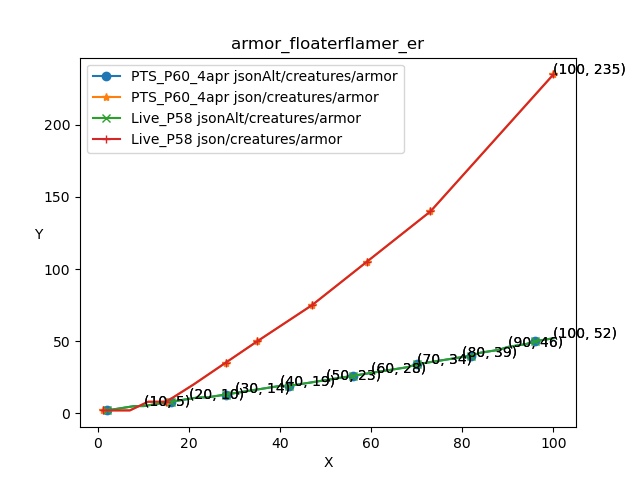 armor_floaterflamer_er
PTS_P60_4apr jsonAlt/creatures/armor
PTS_P60_4apr json/creatures/armor
Live_P58 jsonAlt/creatures/armor
Live_P58 json/creatures/armor
(100, 235)
200
150
Y
100
50
0
(100, 52)
(90, 46)
(80, 39)
(70, 34)
(60, 28)
(50, 23)
(40, 19)
(30, 14)
(20, 10)
(10, 5)
0 20 40 60 80 100
X